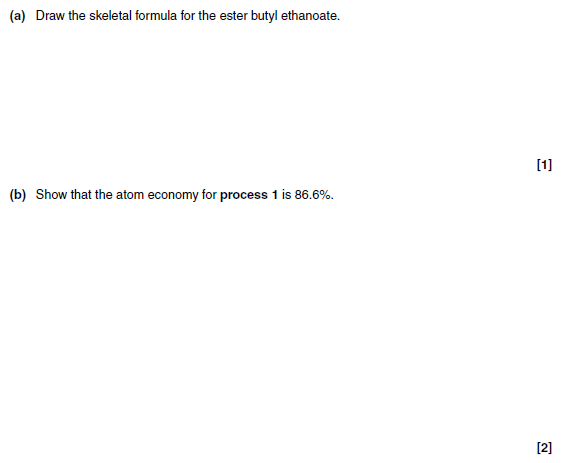 (a) Draw the skeletal formula for the ester butyl ethanoate.
[1]
(b) Show that the atom economy for process 1 is 86.6%.
[2]